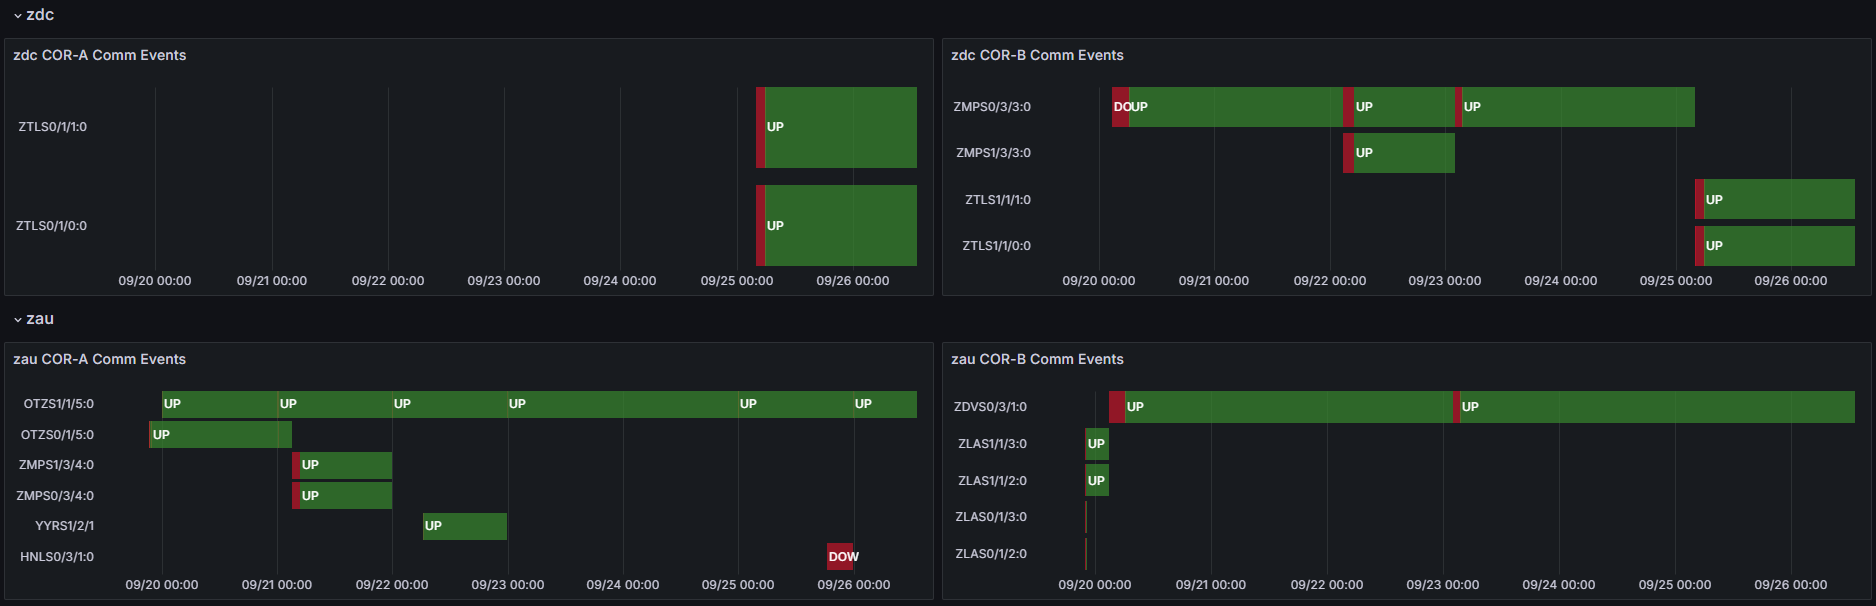 zdc
zdc COR-A Comm Events
ZTLS0/1/1:0
UP
ZTLS0/1/0:0
UP
09/20 00:00 09/21 00:00 09/22 00:00 09/23 00:00 09/24 00:00 09/25 00:00 09/26 00:00
zdc COR-B Comm Events
ZMPS0/3/3:0
DO UP UP UP
ZMPS1/3/3:0
UP
ZTLS1/1/1:0
UP
ZTLS1/1/0:0
UP
09/20 00:00 09/21 00:00 09/22 00:00 09/23 00:00 09/24 00:00 09/25 00:00 09/26 00:00
zau
zau COR-A Comm Events
OTZS1/1/5:0
UP UP UP UP UP UP
OTZS0/1/5:0
UP
ZMPS1/3/4:0
UP
ZMPS0/3/4:0
UP
YYRS1/2/1
UP
HNLS0/3/1:0
DOW
09/20 00:00 09/21 00:00 09/22 00:00 09/23 00:00 09/24 00:00 09/25 00:00 09/26 00:00
zau COR-B Comm Events
ZDVS0/3/1:0
UP UP
ZLAS1/1/3:0
UP
ZLAS1/1/2:0
UP
ZLAS0/1/3:0
ZLAS0/1/2:0
09/20 00:00 09/21 00:00 09/22 00:00 09/23 00:00 09/24 00:00 09/25 00:00 09/26 00:00